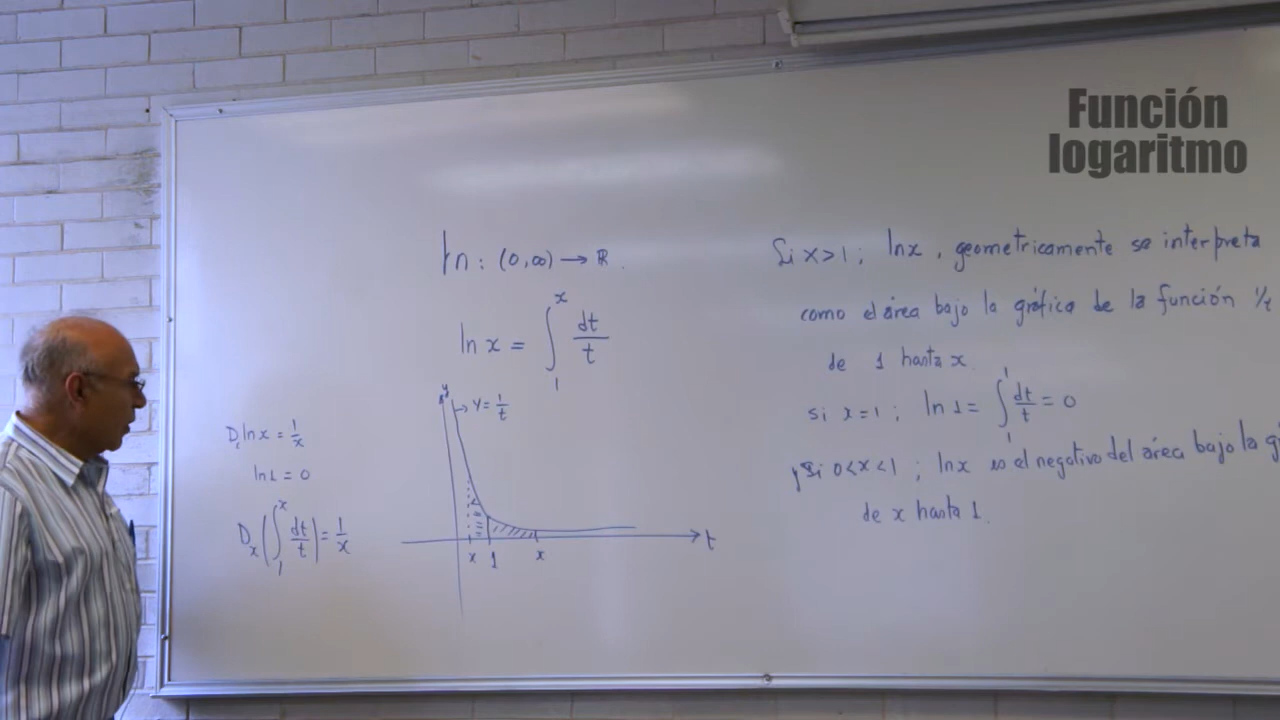 Función
logaritmo
ln : (0,∞) → ℝ.
ln x = ∫₁ˣ dt/t
y
Y = 1/t
x 1 x t
Dₓ ln x = 1/x
ln 1 = 0
Dₓ(∫₁ˣ dt/t) = 1/x
Si x > 1 ; ln x , geometricamente se interpreta
como el área bajo la gráfica de la función 1/t
de 1 hasta x.
si x = 1 ; ln 1 = ∫₁¹ dt/t = 0
y si 0 < x < 1 ; ln x es el negativo del área bajo la
de x hasta 1.